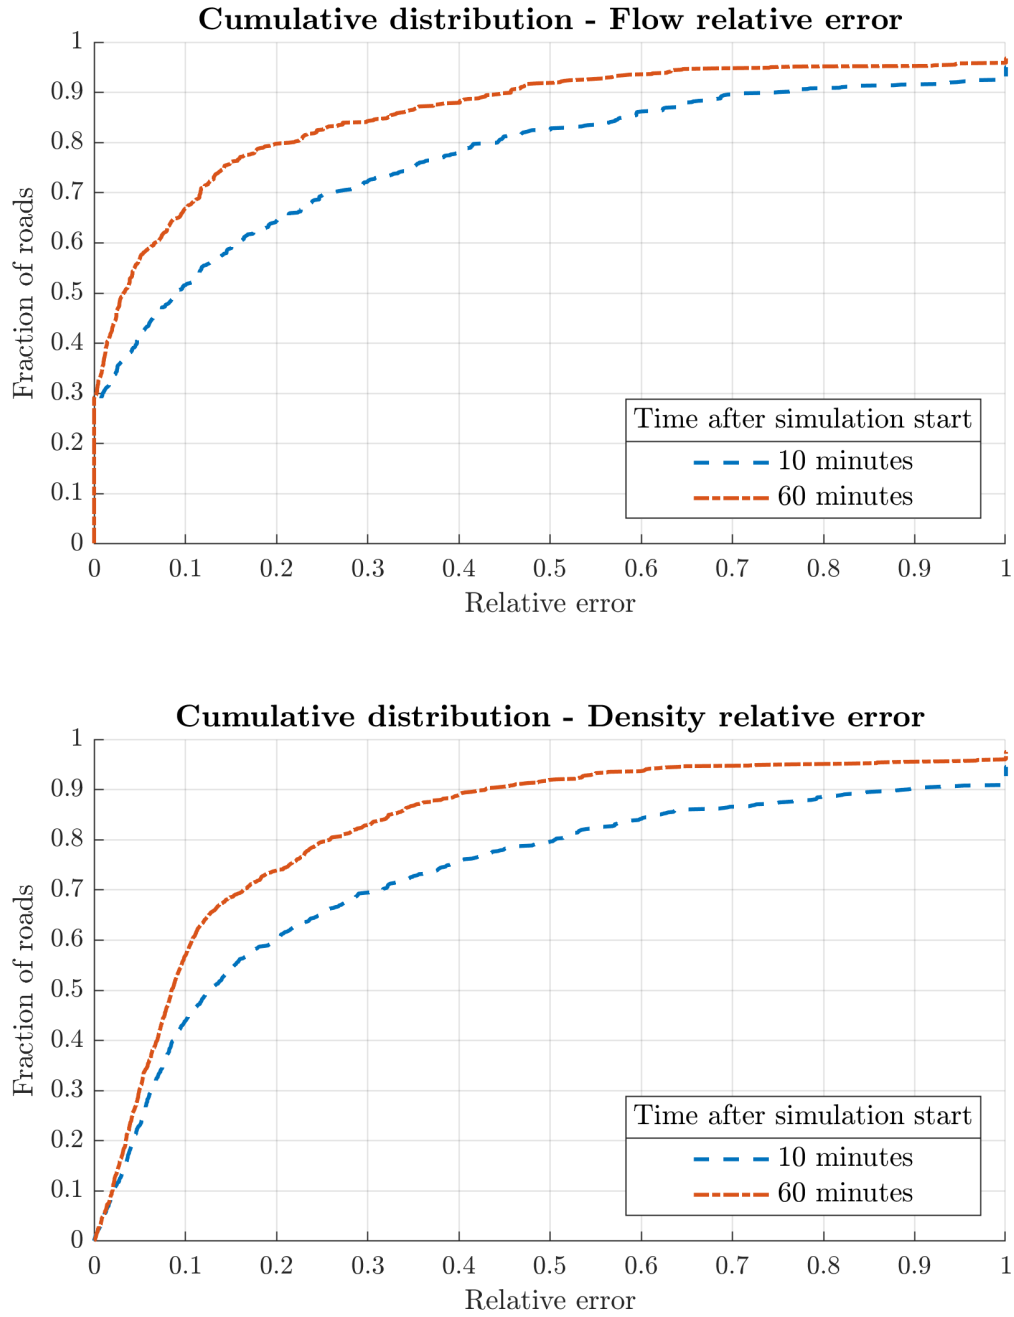 Cumulative distribution - Flow relative error
1
0.9
0.8
0.7
0.6
0.5
0.4
0.3
0.2
0.1
0
Fraction of roads
Time after simulation start
10 minutes
60 minutes
0 0.1 0.2 0.3 0.4 0.5 0.6 0.7 0.8 0.9 1
Relative error
Cumulative distribution - Density relative error
1
0.9
0.8
0.7
0.6
0.5
0.4
0.3
0.2
0.1
0
Fraction of roads
Time after simulation start
10 minutes
60 minutes
0 0.1 0.2 0.3 0.4 0.5 0.6 0.7 0.8 0.9 1
Relative error